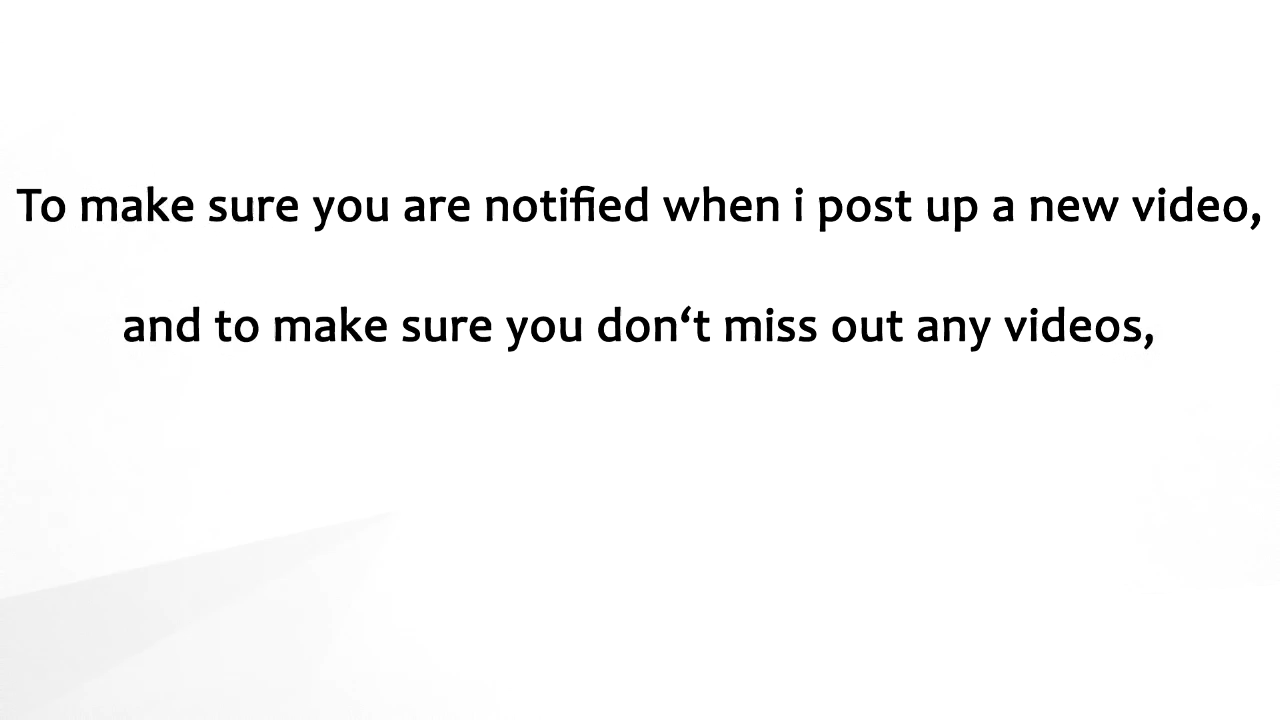 To make sure you are notified when i post up a new video,
and to make sure you don‘t miss out any videos,